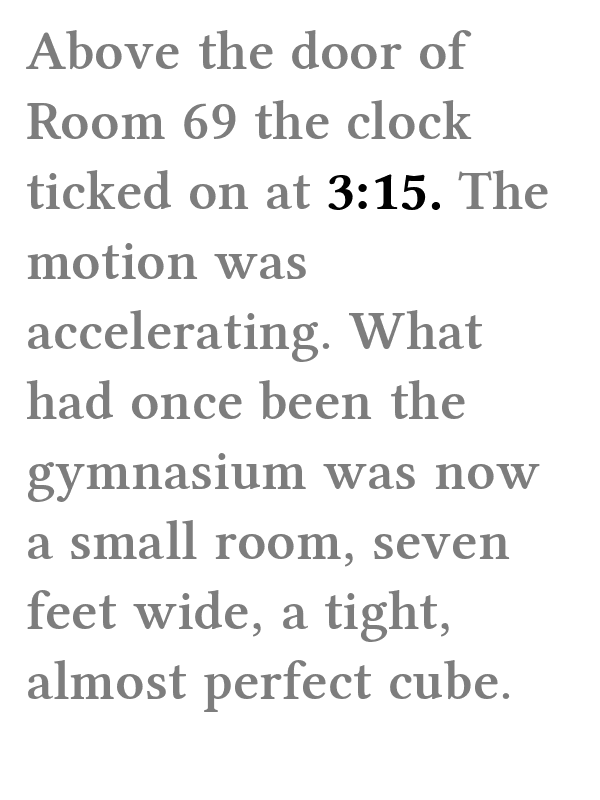 Above the door of
Room 69 the clock
ticked on at 3:15. The
motion was
accelerating. What
had once been the
gymnasium was now
a small room, seven
feet wide, a tight,
almost perfect cube.